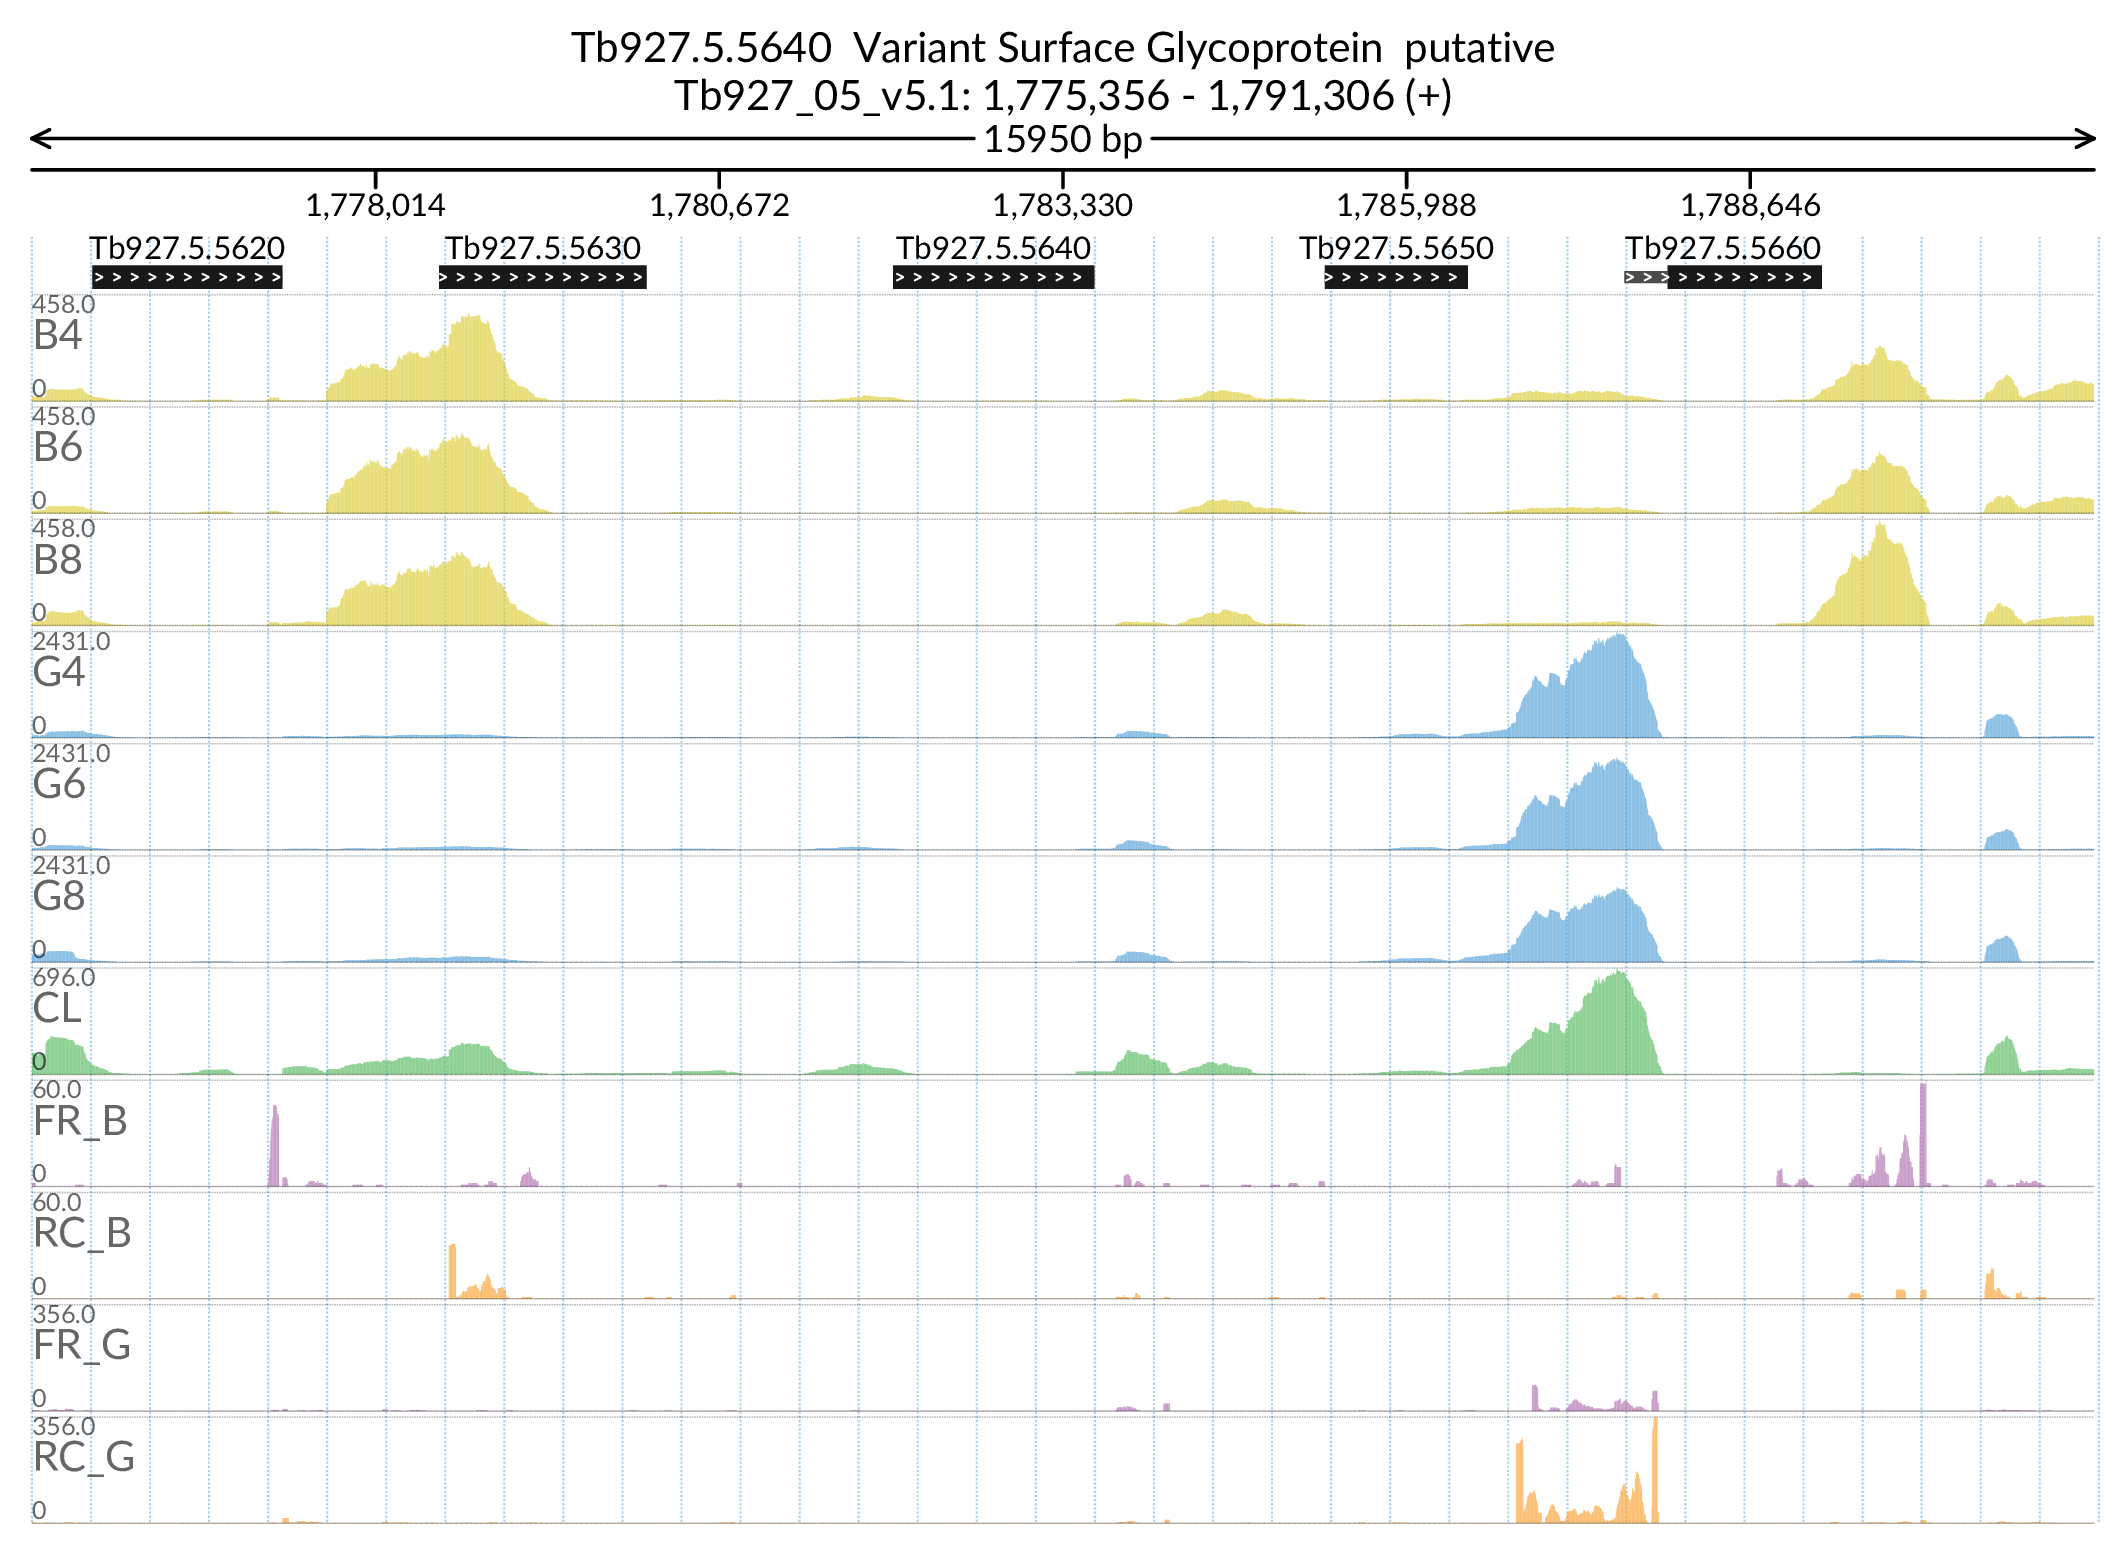 Tb927.5.5640  Variant Surface Glycoprotein  putative
Tb927_05_v5.1: 1,775,356 - 1,791,306 (+)
15950 bp
1,778,014 1,780,672 1,783,330 1,785,988 1,788,646
Tb927.5.5620 Tb927.5.5630 Tb927.5.5640 Tb927.5.5650 Tb927.5.5660
458.0
B4
0
458.0
B6
0
458.0
B8
0
2431.0
G4
0
2431.0
G6
0
2431.0
G8
0
696.0
CL
0
60.0
FR_B
0
60.0
RC_B
0
356.0
FR_G
0
356.0
RC_G
0